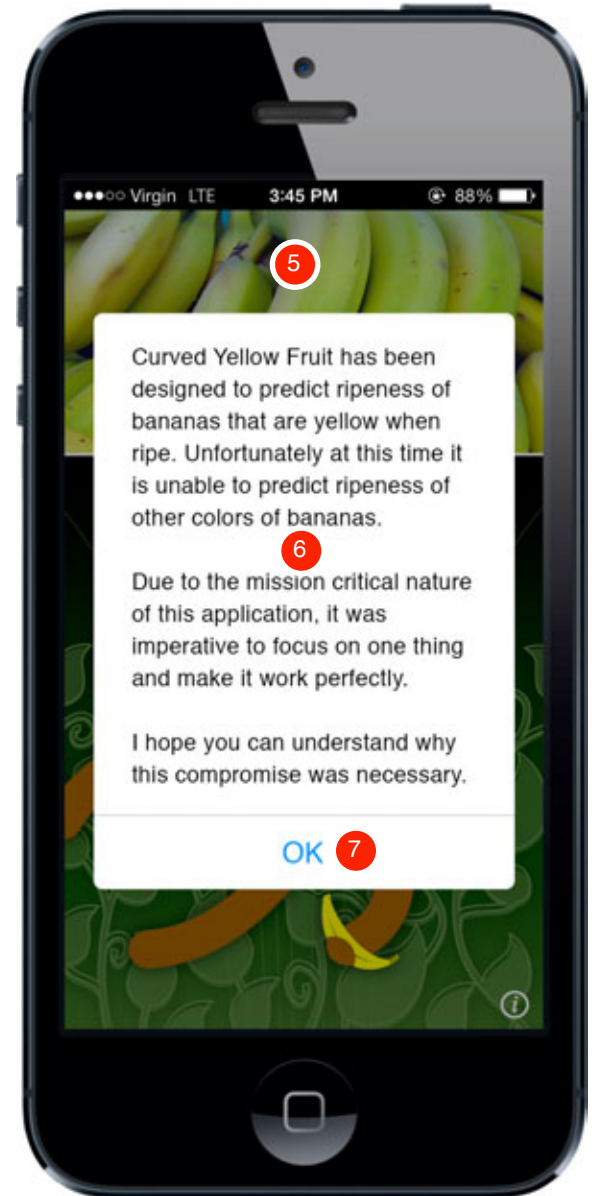 Virgin LTE 3:45 PM 88%
5
Curved Yellow Fruit has been
designed to predict ripeness of
bananas that are yellow when
ripe. Unfortunately at this time it
is unable to predict ripeness of
other colors of bananas.
6
Due to the mission critical nature
of this application, it was
imperative to focus on one thing
and make it work perfectly.
I hope you can understand why
this compromise was necessary.
OK 7
i